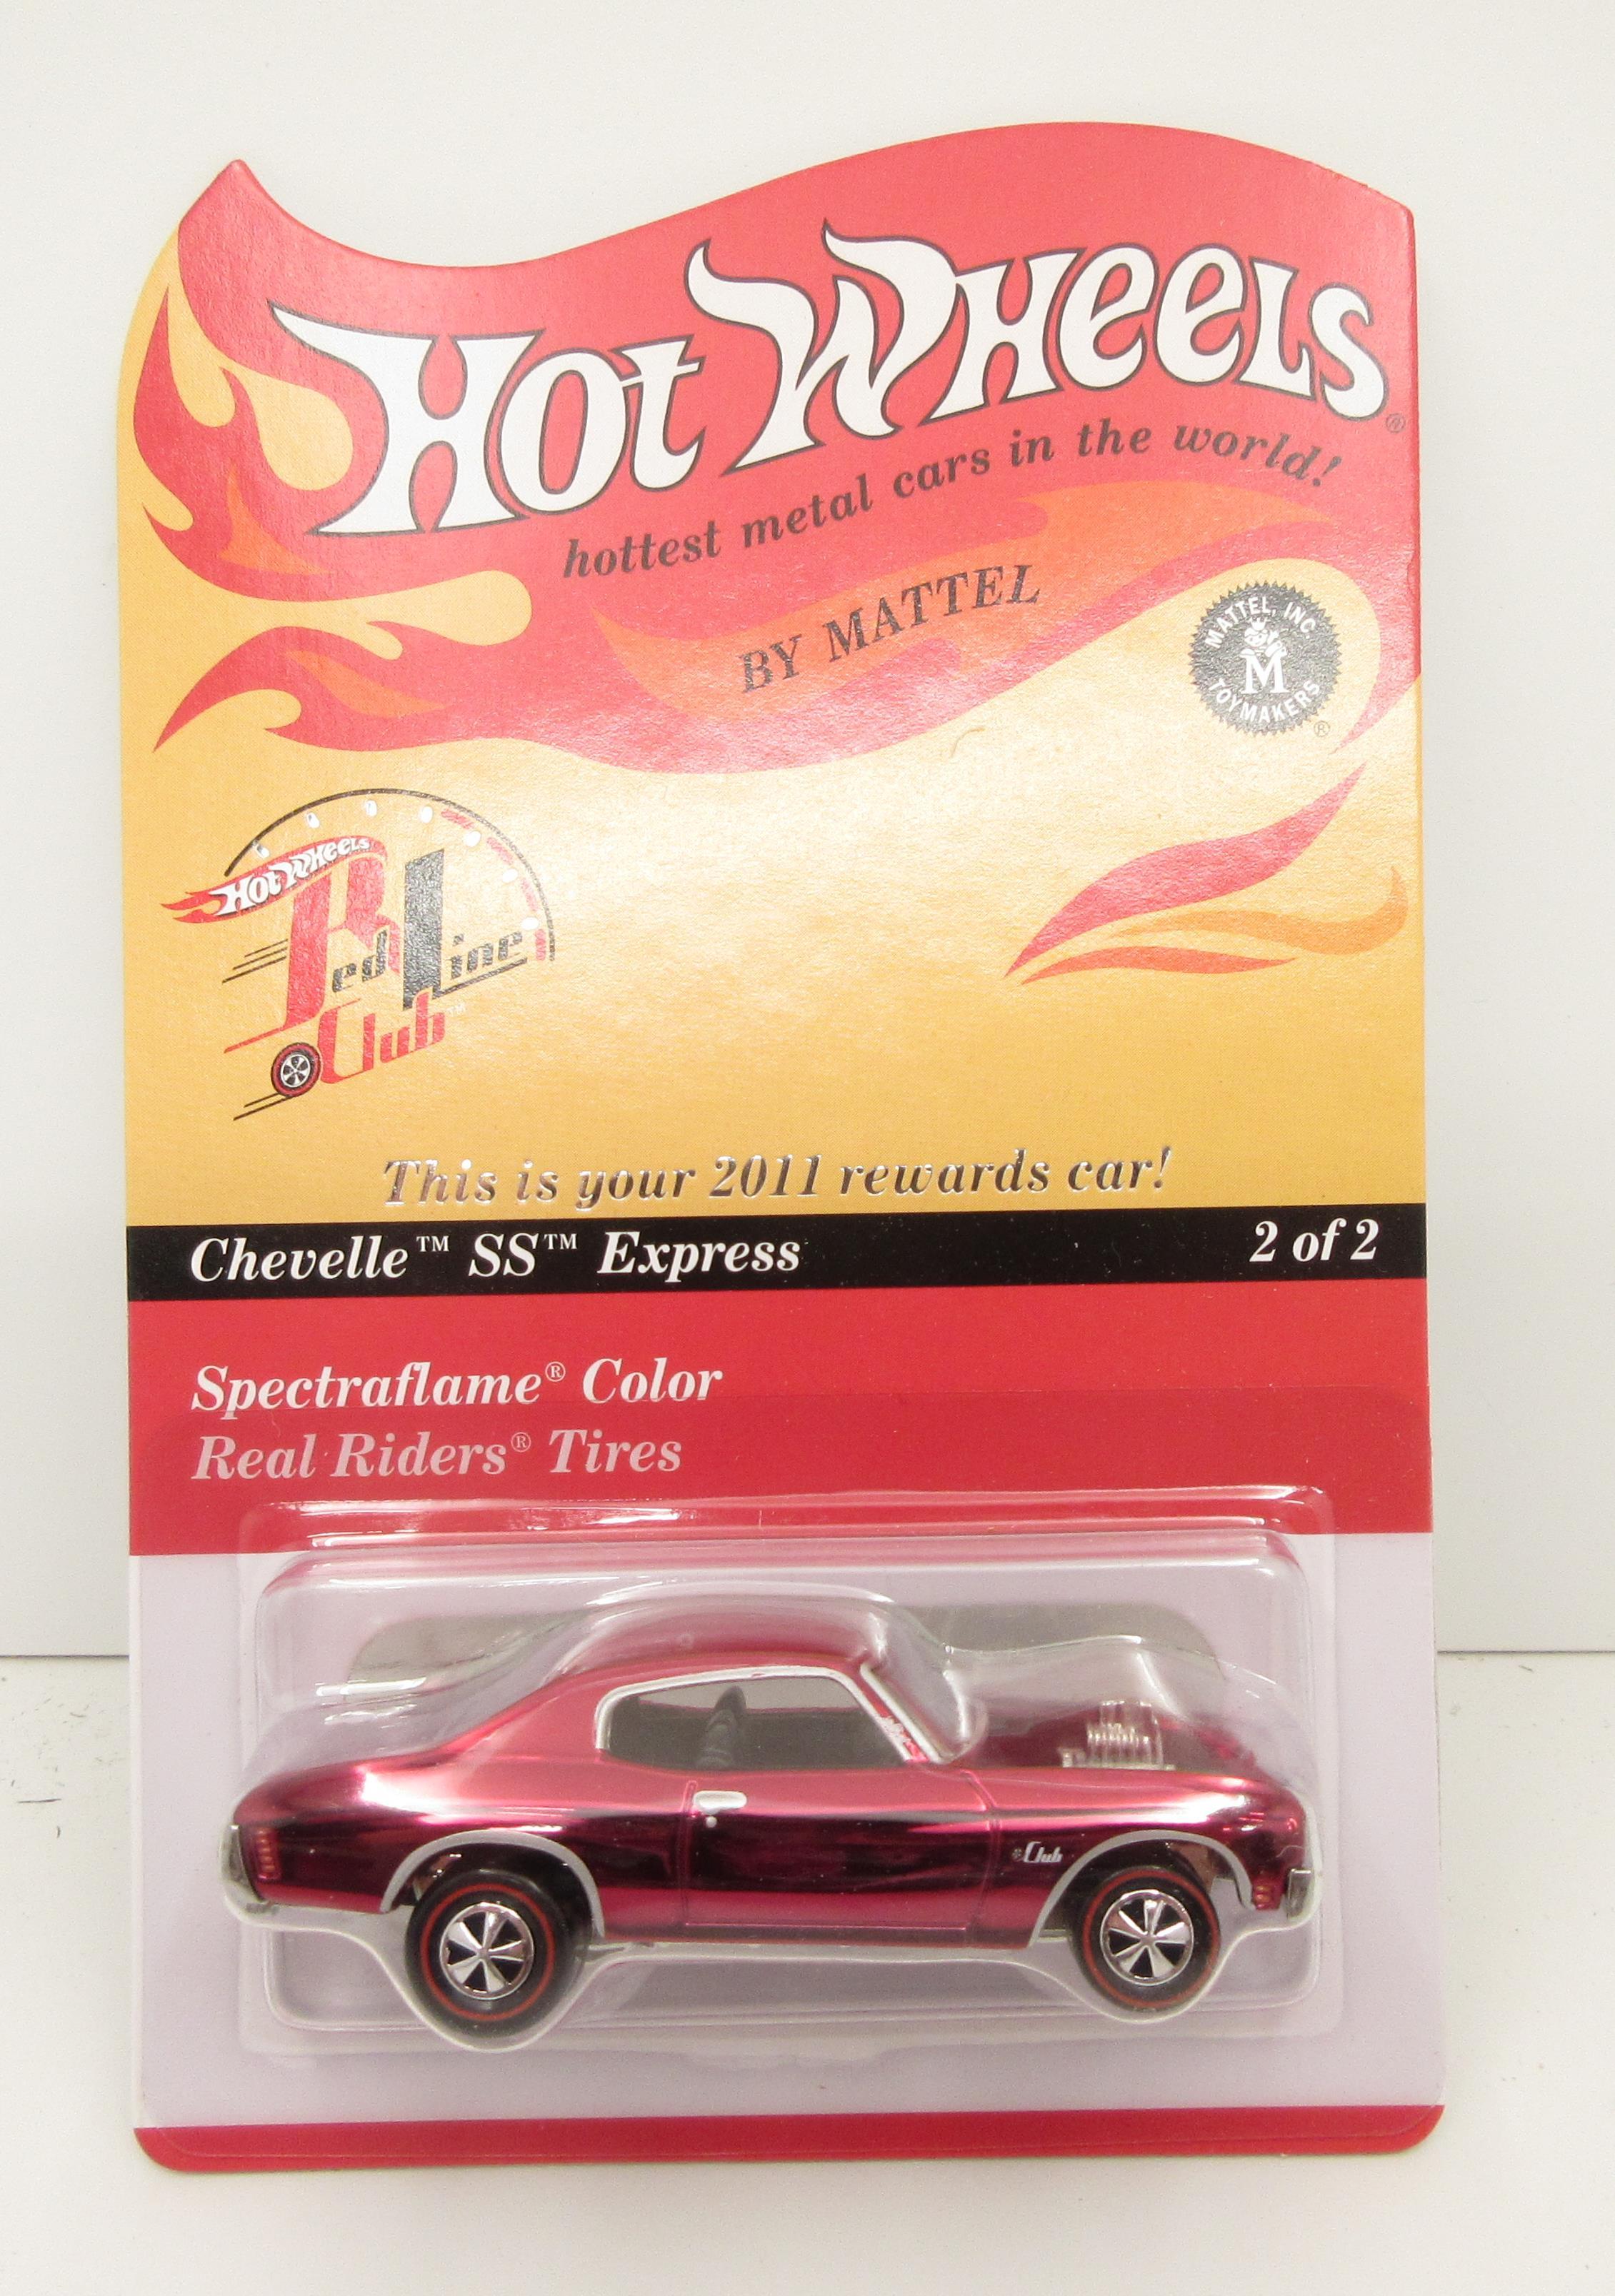 Hot Wheels®
hottest metal cars in the world!
BY MATTEL
MATTEL, INC
M
TOYMAKERS
®
Hot Wheels
Red Line
Club™
This is your 2011 rewards car!
Chevelle™ SS™ Express
2 of 2
Spectraflame® Color
Real Riders® Tires
Club